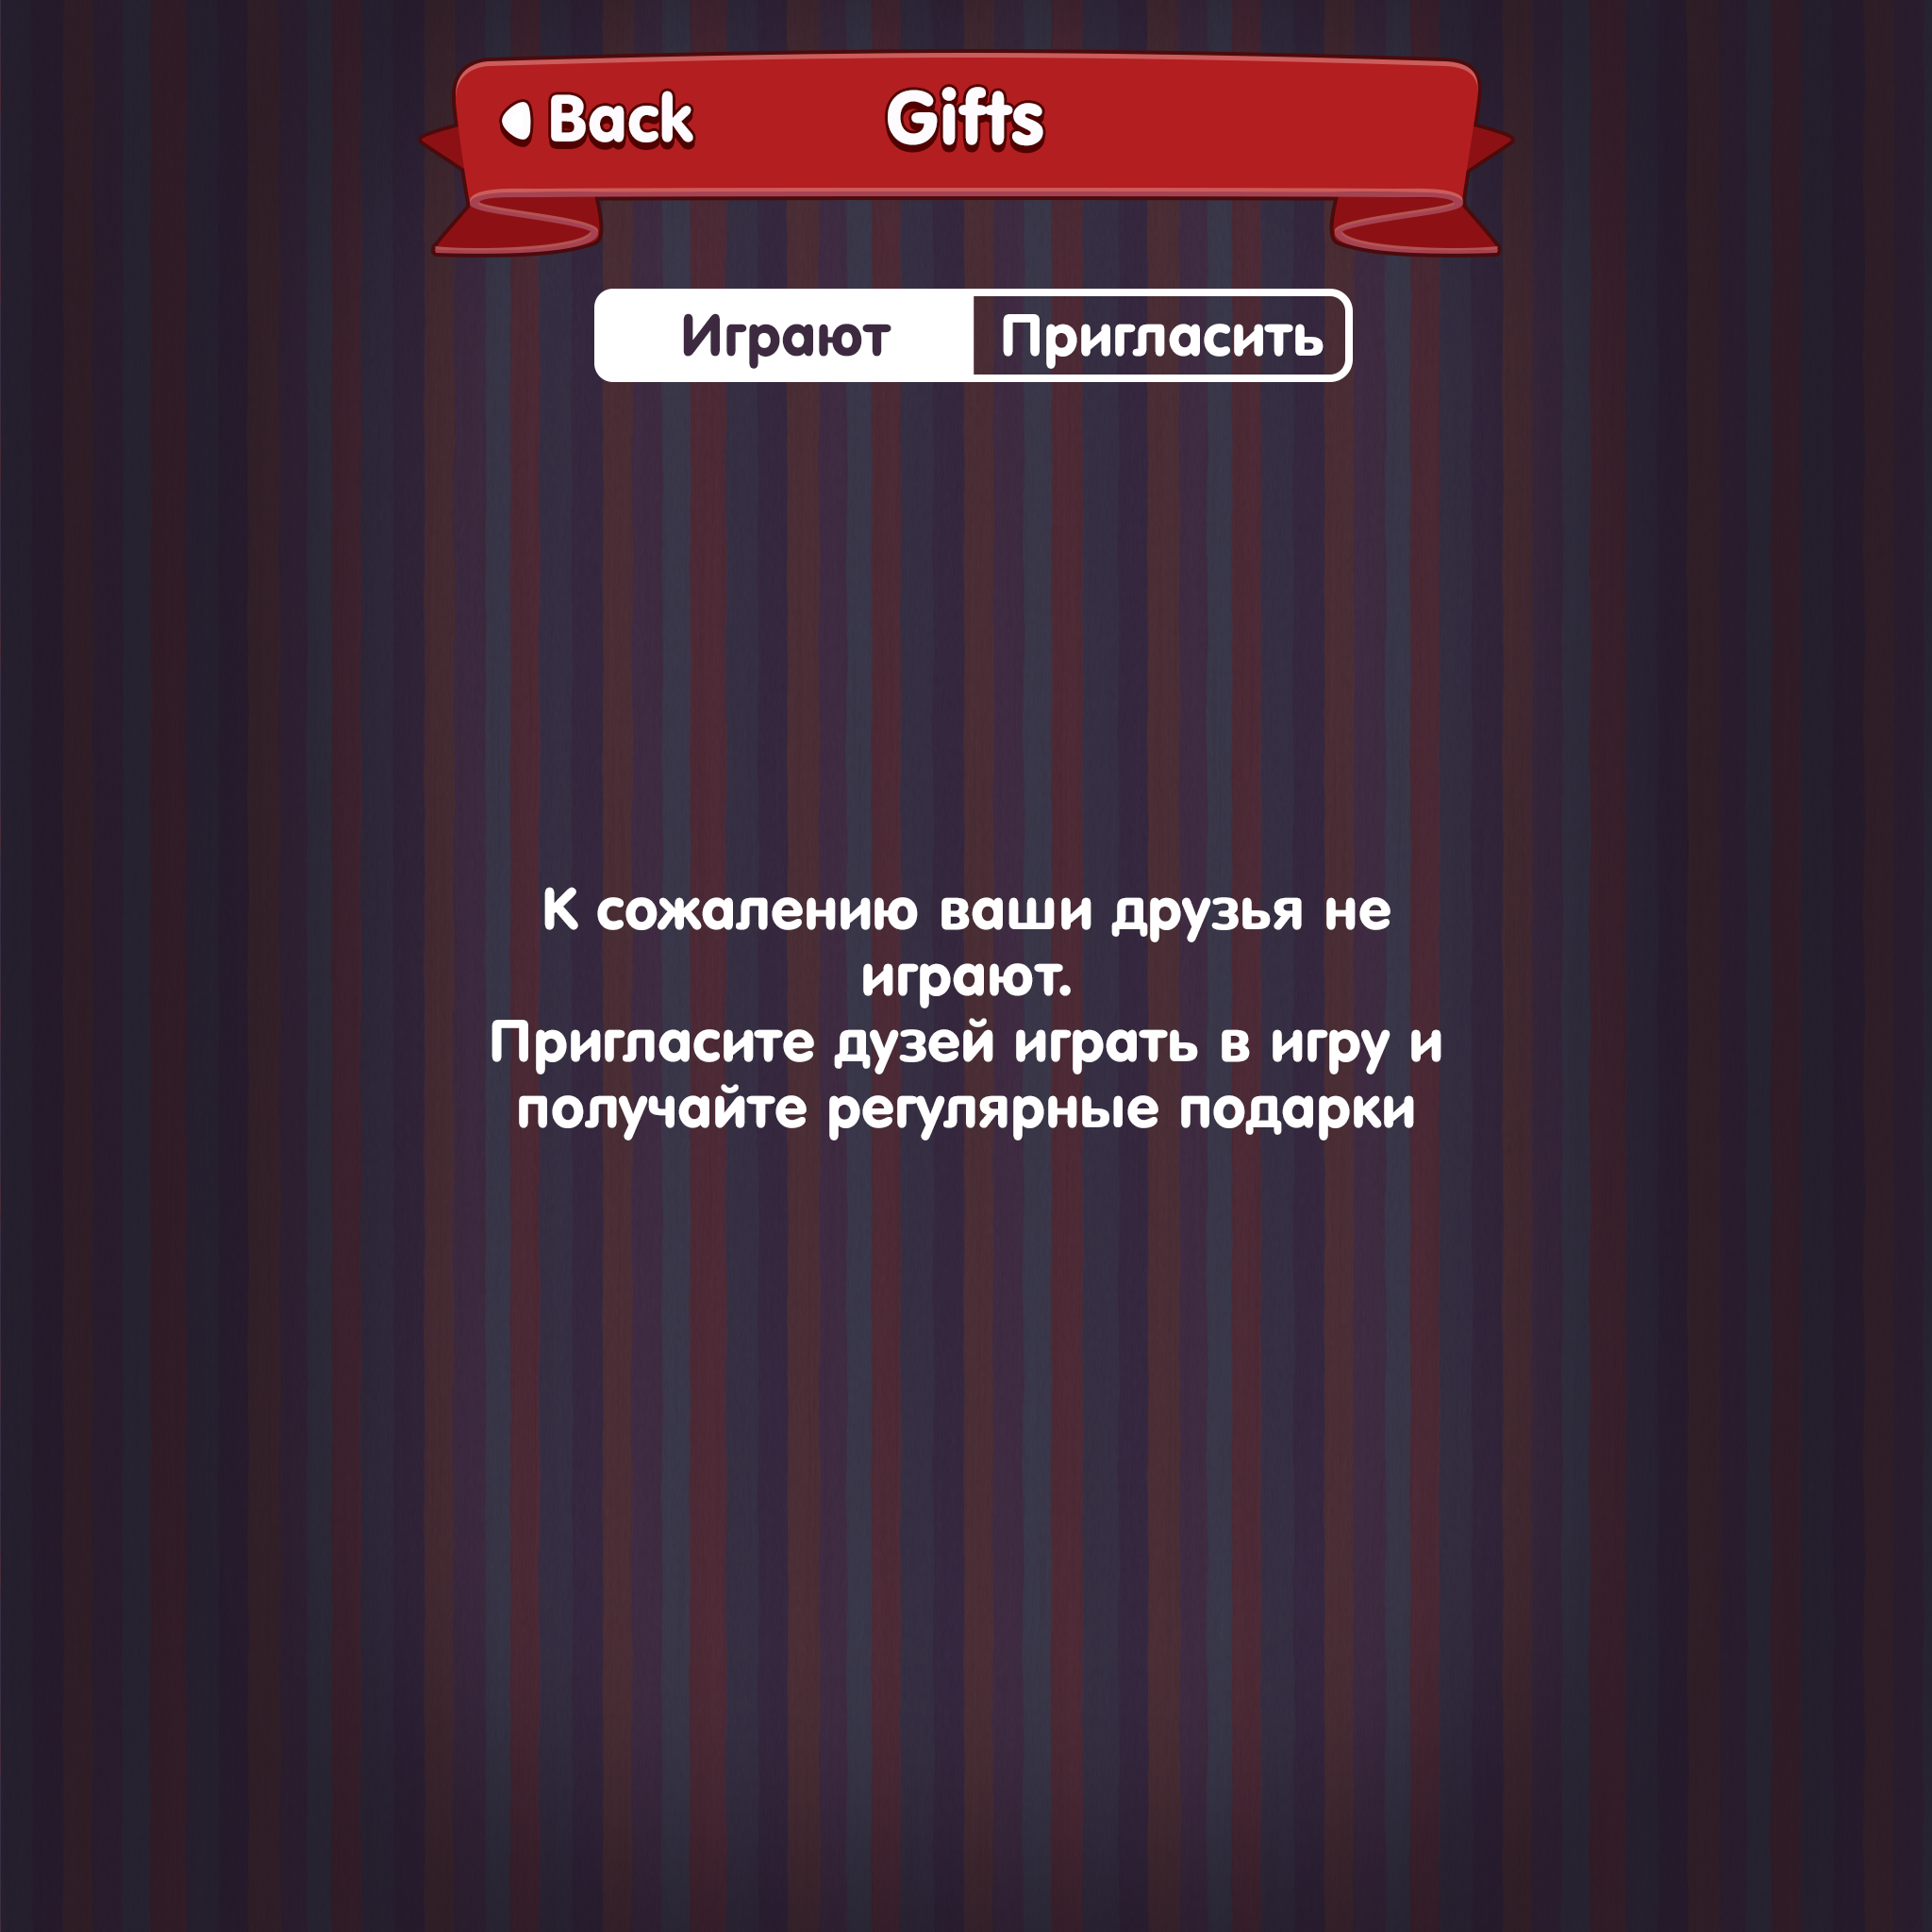 Back Gifts
Играют Пригласить
К сожалению ваши друзья не
играют.
Пригласите дузей играть в игру и
получайте регулярные подарки